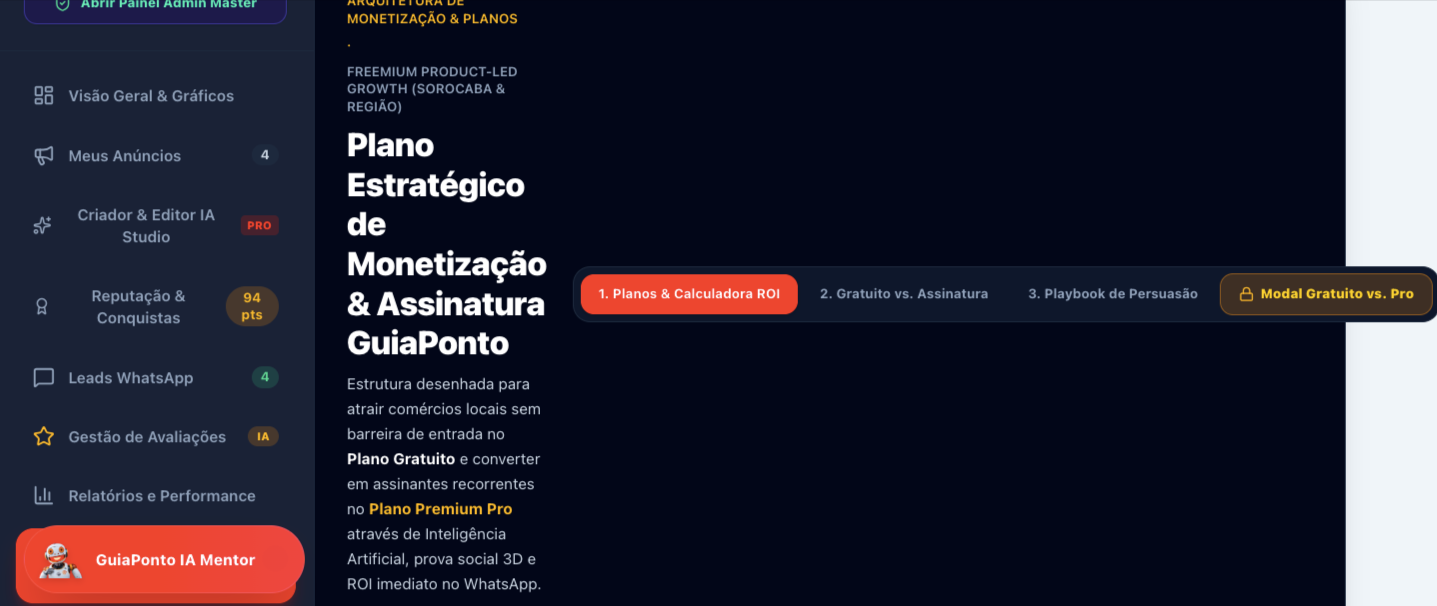 Abrir Painel Admin Master
Visão Geral & Gráficos
Meus Anúncios
4
Criador & Editor IA
Studio
PRO
Reputação &
Conquistas
94
pts
Leads WhatsApp
4
Gestão de Avaliações
IA
Relatórios e Performance
GuiaPonto IA Mentor
ARQUITETURA DE
MONETIZAÇÃO & PLANOS
.
FREEMIUM PRODUCT-LED
GROWTH (SOROCABA &
REGIÃO)
Plano
Estratégico
de
Monetização
& Assinatura
GuiaPonto
Estrutura desenhada para
atrair comércios locais sem
barreira de entrada no
Plano Gratuito e converter
em assinantes recorrentes
no Plano Premium Pro
através de Inteligência
Artificial, prova social 3D e
ROI imediato no WhatsApp.
1. Planos & Calculadora ROI
2. Gratuito vs. Assinatura
3. Playbook de Persuasão
Modal Gratuito vs. Pro